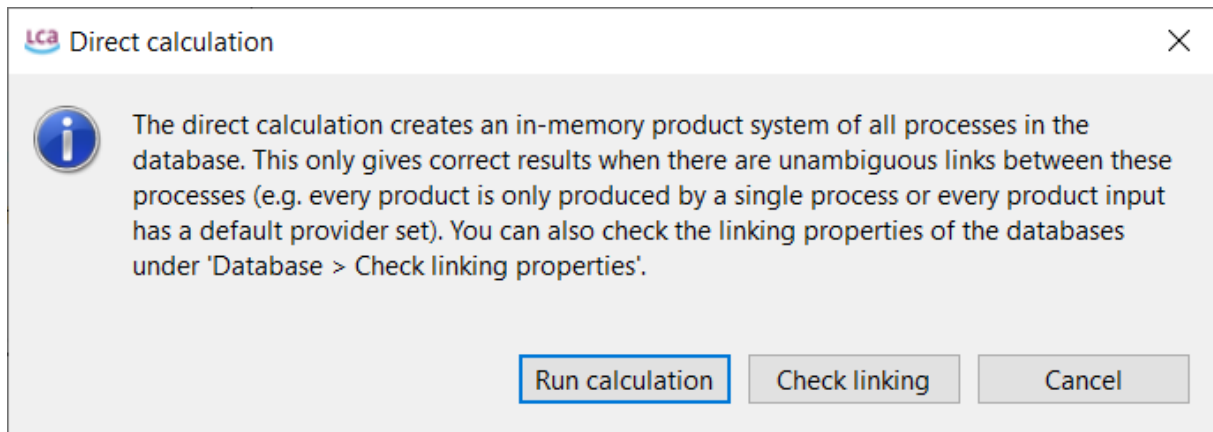 LCA Direct calculation
The direct calculation creates an in-memory product system of all processes in the
database. This only gives correct results when there are unambiguous links between these
processes (e.g. every product is only produced by a single process or every product input
has a default provider set). You can also check the linking properties of the databases
under 'Database > Check linking properties'.
Run calculation Check linking Cancel